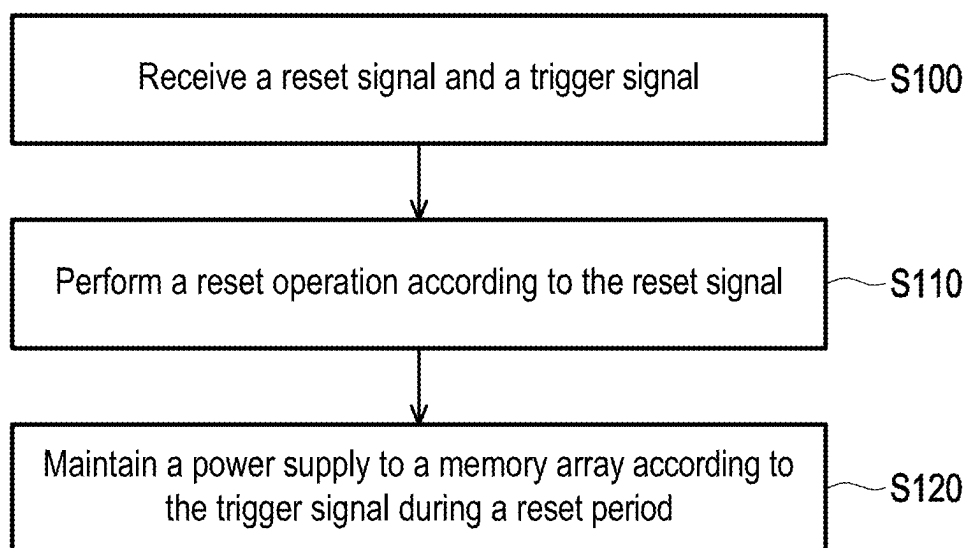 Receive a reset signal and a trigger signal
S100
Perform a reset operation according to the reset signal
S110
Maintain a power supply to a memory array according to
the trigger signal during a reset period
S120